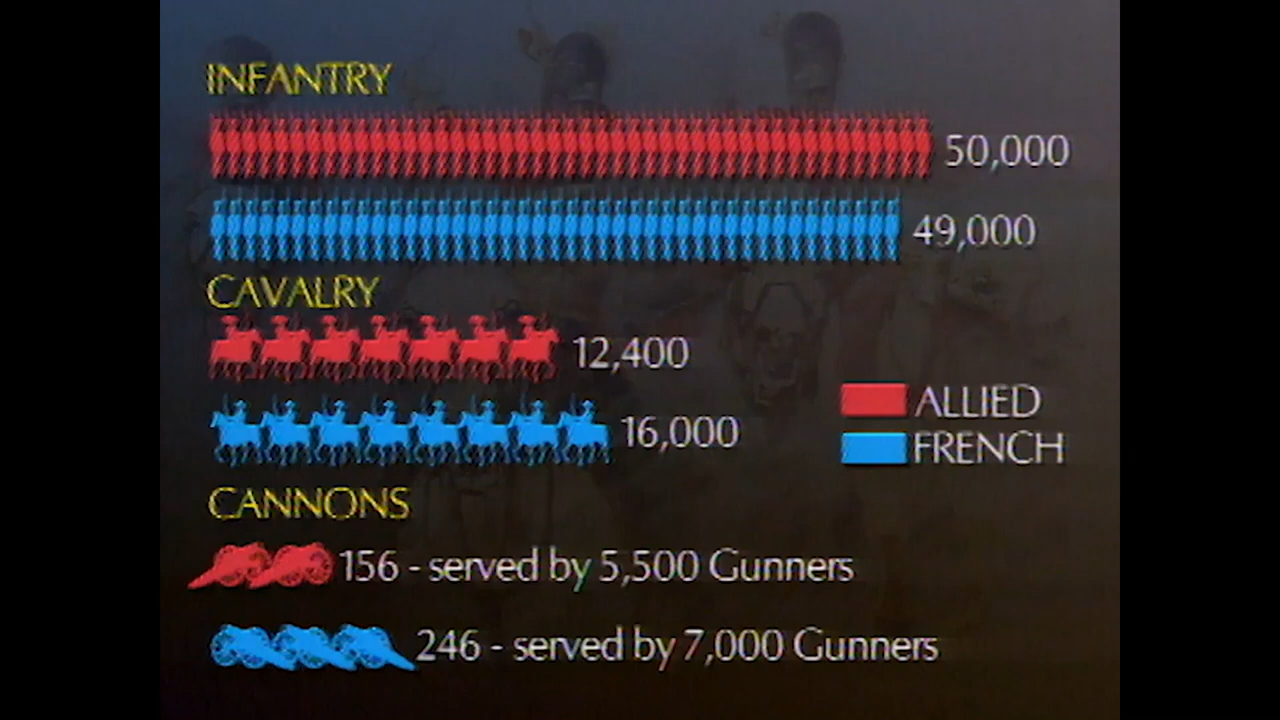 INFANTRY
50,000
49,000
CAVALRY
12,400
16,000
ALLIED
FRENCH
CANNONS
156 - served by 5,500 Gunners
246 - served by 7,000 Gunners